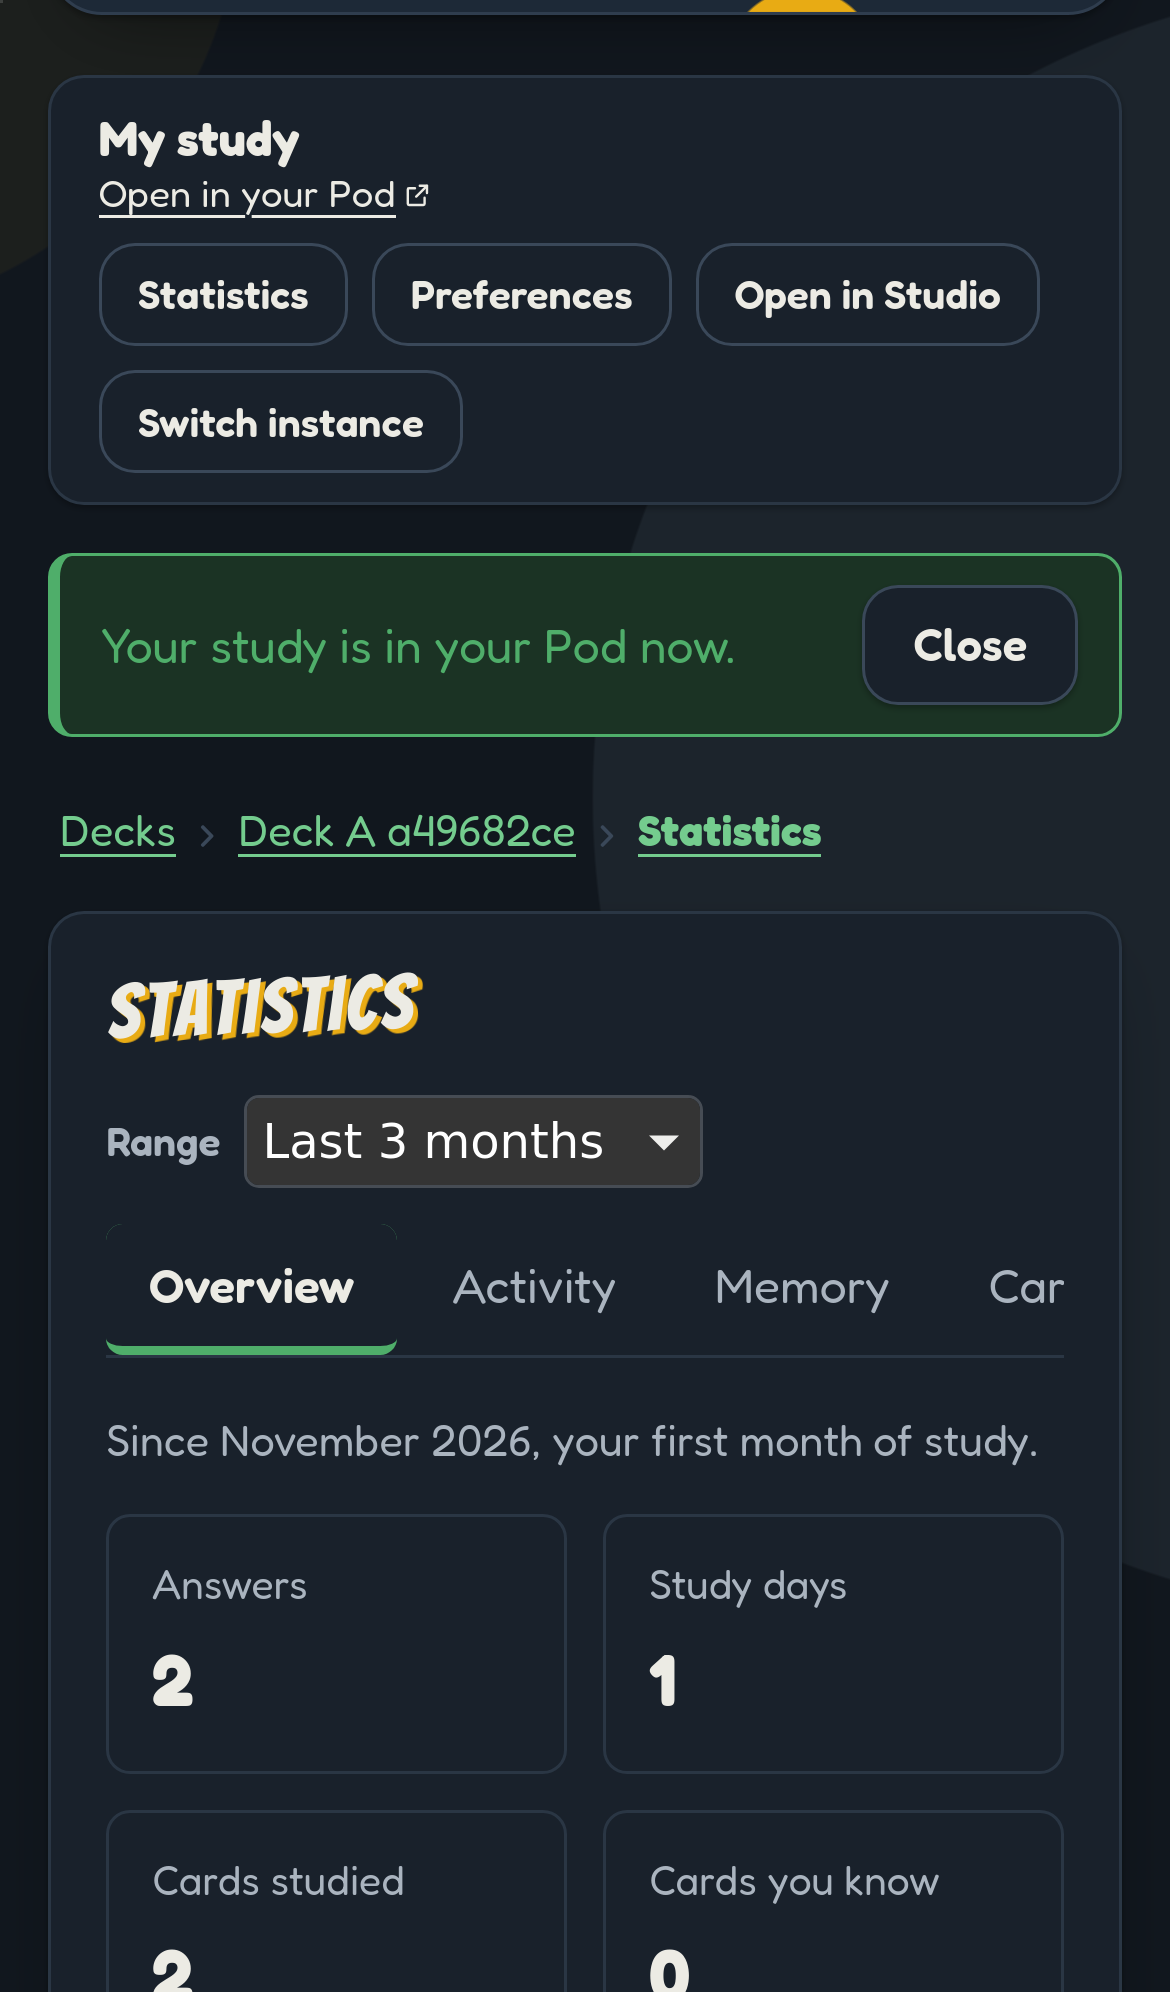 My study
Open in your Pod
Statistics
Preferences
Open in Studio
Switch instance
Your study is in your Pod now.
Close
Decks
Deck A a49682ce
Statistics
STATISTICS
Range
Last 3 months
Overview
Activity
Memory
Car
Since November 2026, your first month of study.
Answers
Study days
2
1
Cards studied
Cards you know
2
0